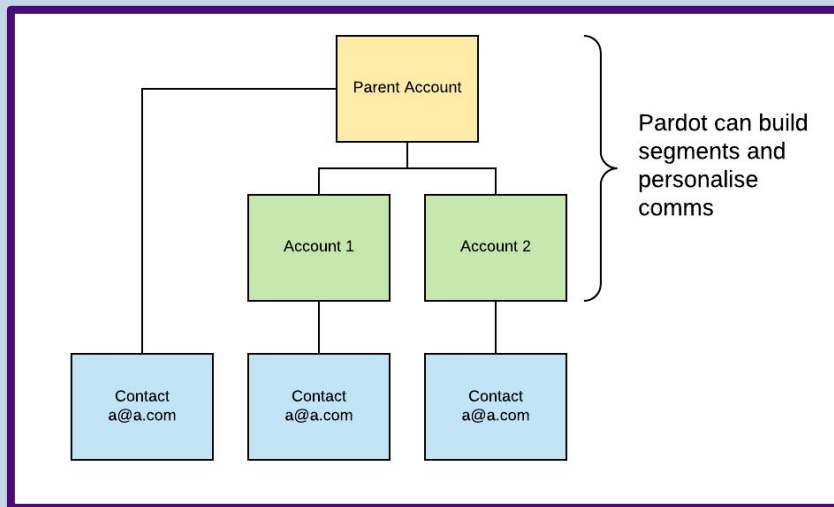 Parent Account
Pardot can build
segments and
personalise
comms
Account 1
Account 2
Contact
a@a.com
Contact
a@a.com
Contact
a@a.com